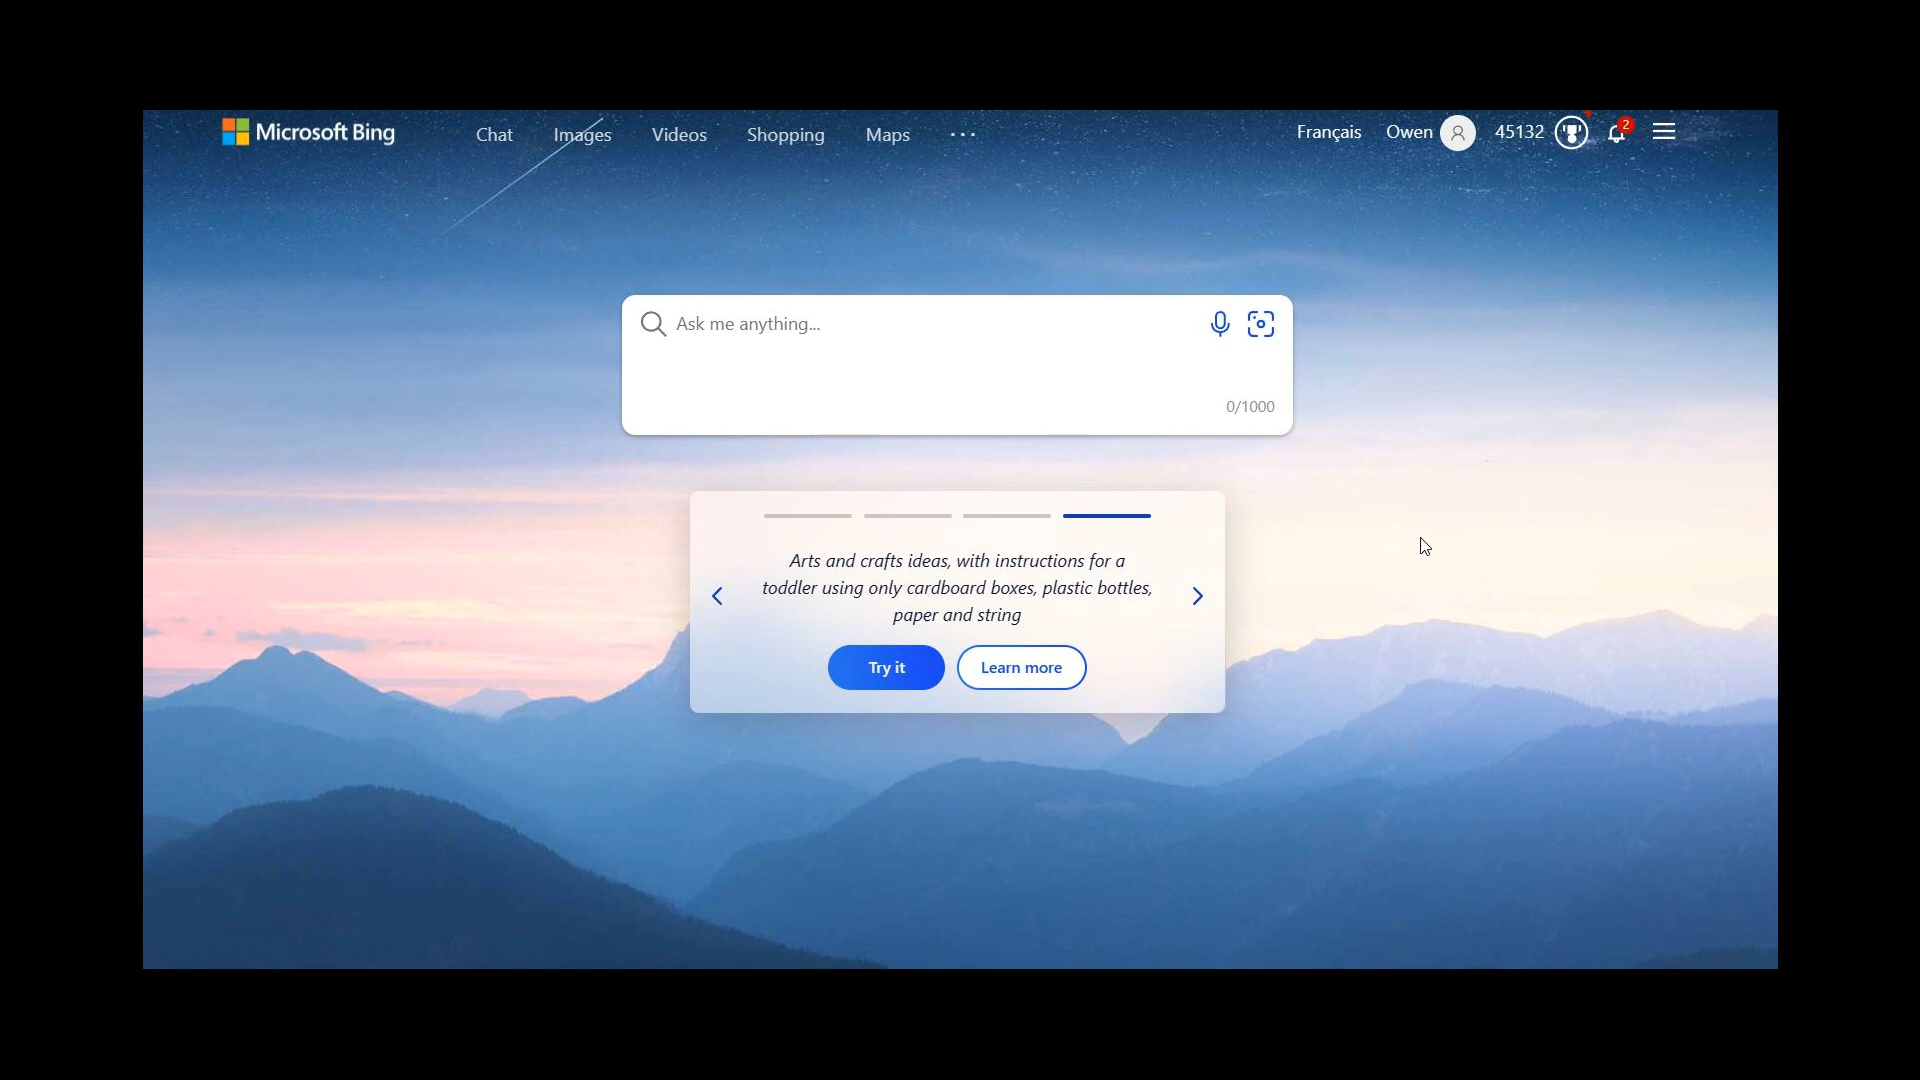 Microsoft Bing
Chat Images Videos Shopping Maps ...
Français Owen 45132 2
Ask me anything...
0/1000
Arts and crafts ideas, with instructions for a
toddler using only cardboard boxes, plastic bottles,
paper and string
Try it Learn more